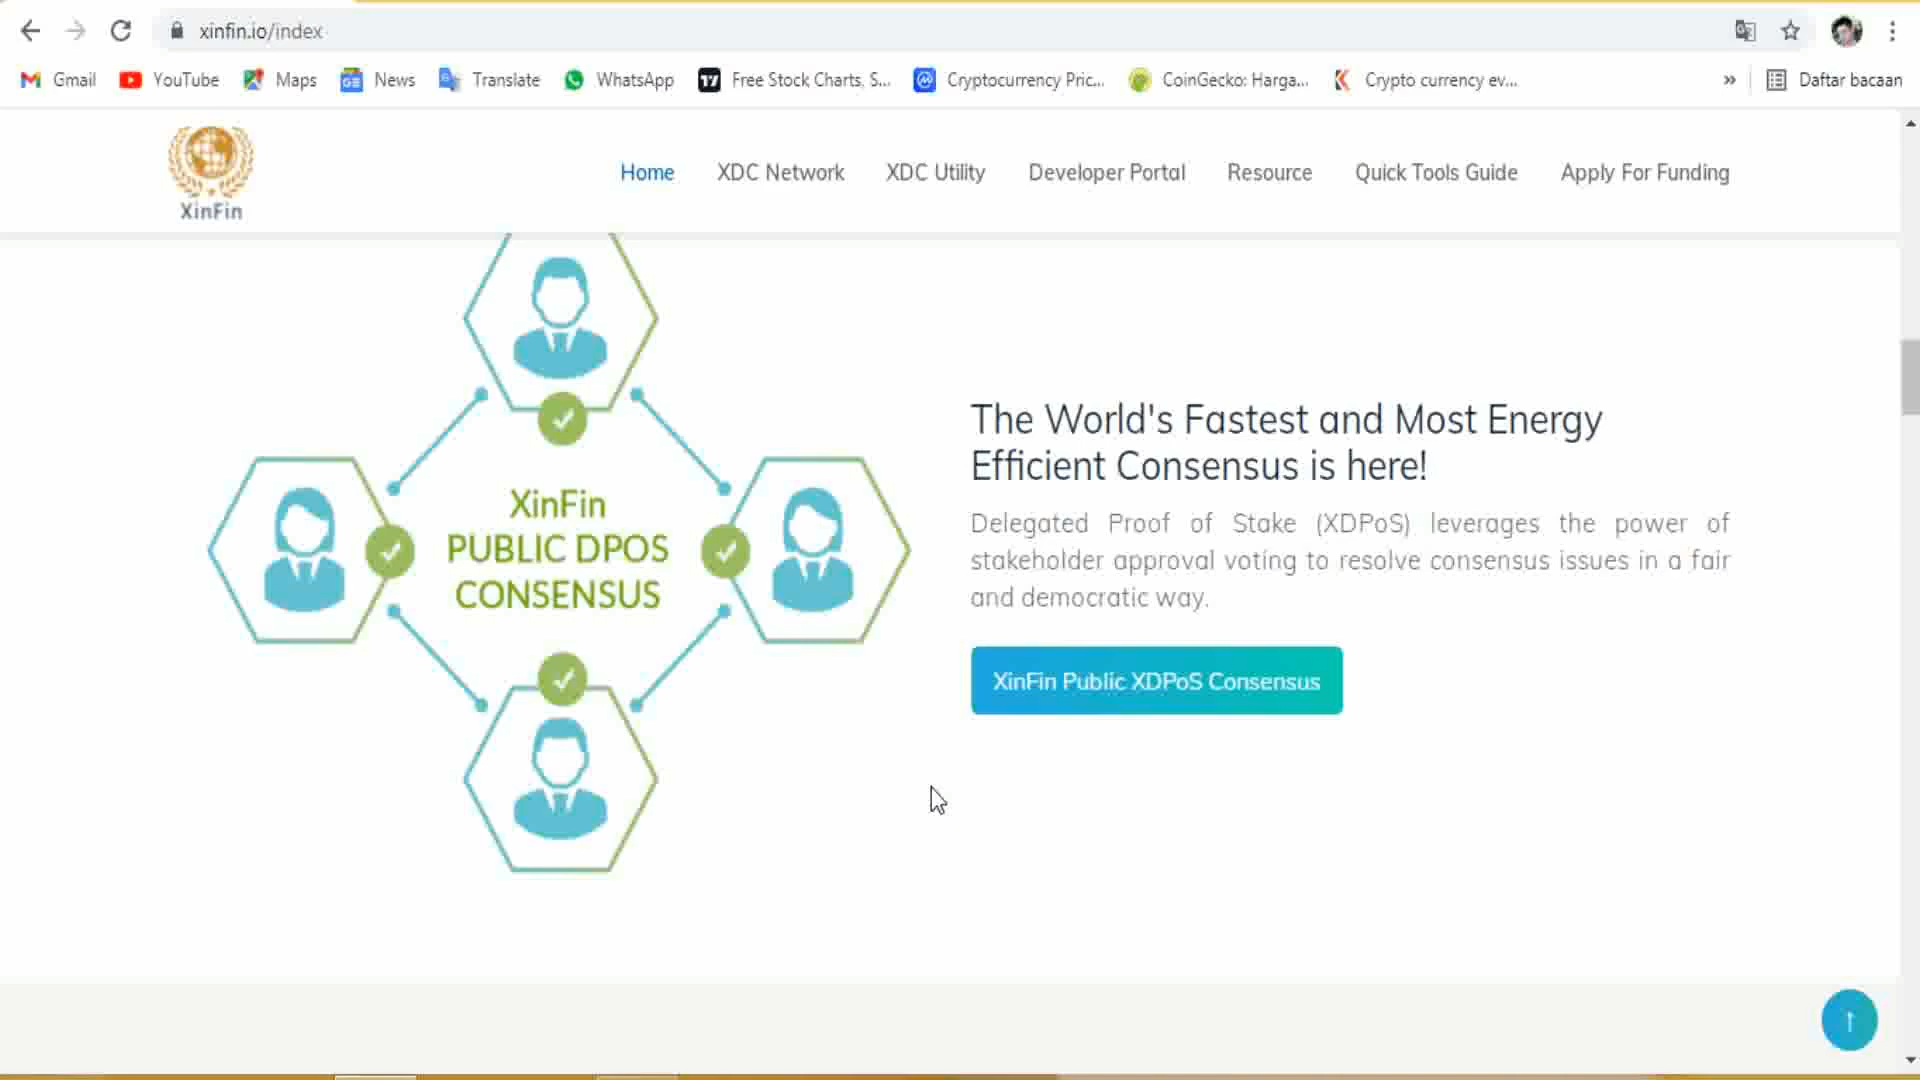 xinfin.io/index
Gmail YouTube Maps News Translate WhatsApp Free Stock Charts, S... Cryptocurrency Pric... CoinGecko: Harga... Crypto currency ev... » Daftar bacaan
XinFin
Home XDC Network XDC Utility Developer Portal Resource Quick Tools Guide Apply For Funding
XinFin
PUBLIC DPOS
CONSENSUS
The World's Fastest and Most Energy
Efficient Consensus is here!
Delegated Proof of Stake (XDPoS) leverages the power of
stakeholder approval voting to resolve consensus issues in a fair
and democratic way.
XinFin Public XDPoS Consensus